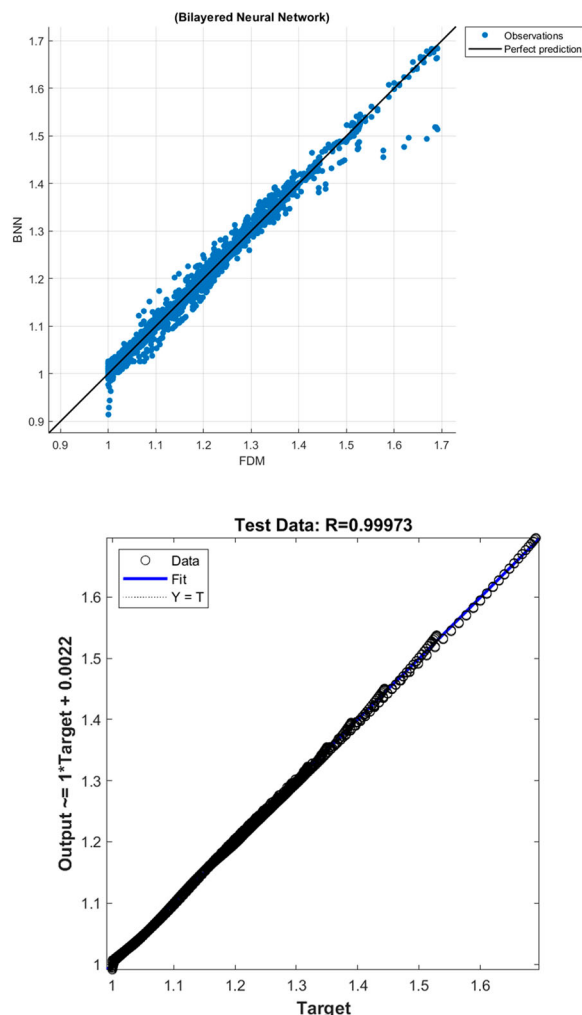 (Bilayered Neural Network)
Observations
Perfect prediction
1.7
1.6
1.5
1.4
1.3
1.2
1.1
1
0.9
BNN
0.9 1 1.1 1.2 1.3 1.4 1.5 1.6 1.7
FDM
Test Data: R=0.99973
Data
Fit
Y = T
1.6
1.5
1.4
1.3
1.2
1.1
1
Output ~= 1*Target + 0.0022
1 1.1 1.2 1.3 1.4 1.5 1.6
Target